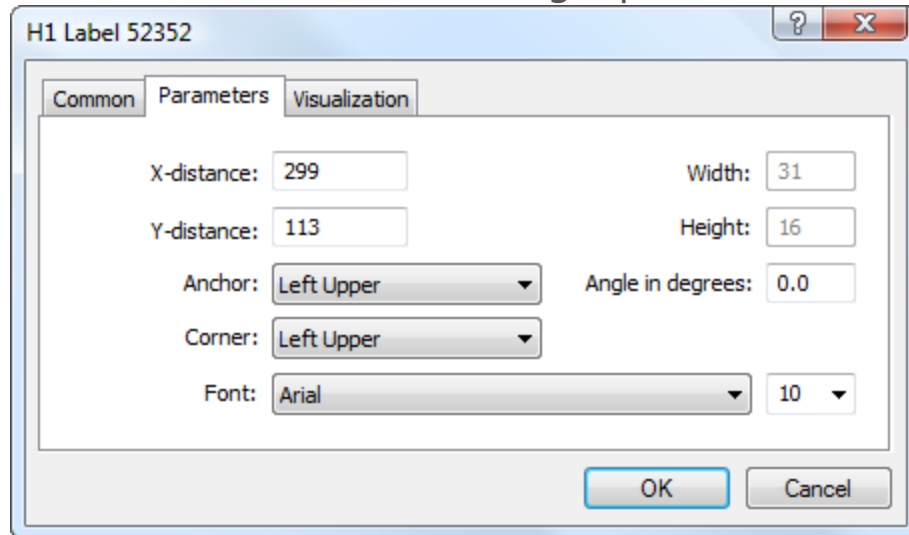 H1 Label 52352
Common Parameters Visualization
X-distance: 299 Width: 31
Y-distance: 113 Height: 16
Anchor: Left Upper Angle in degrees: 0.0
Corner: Left Upper
Font: Arial 10
OK Cancel